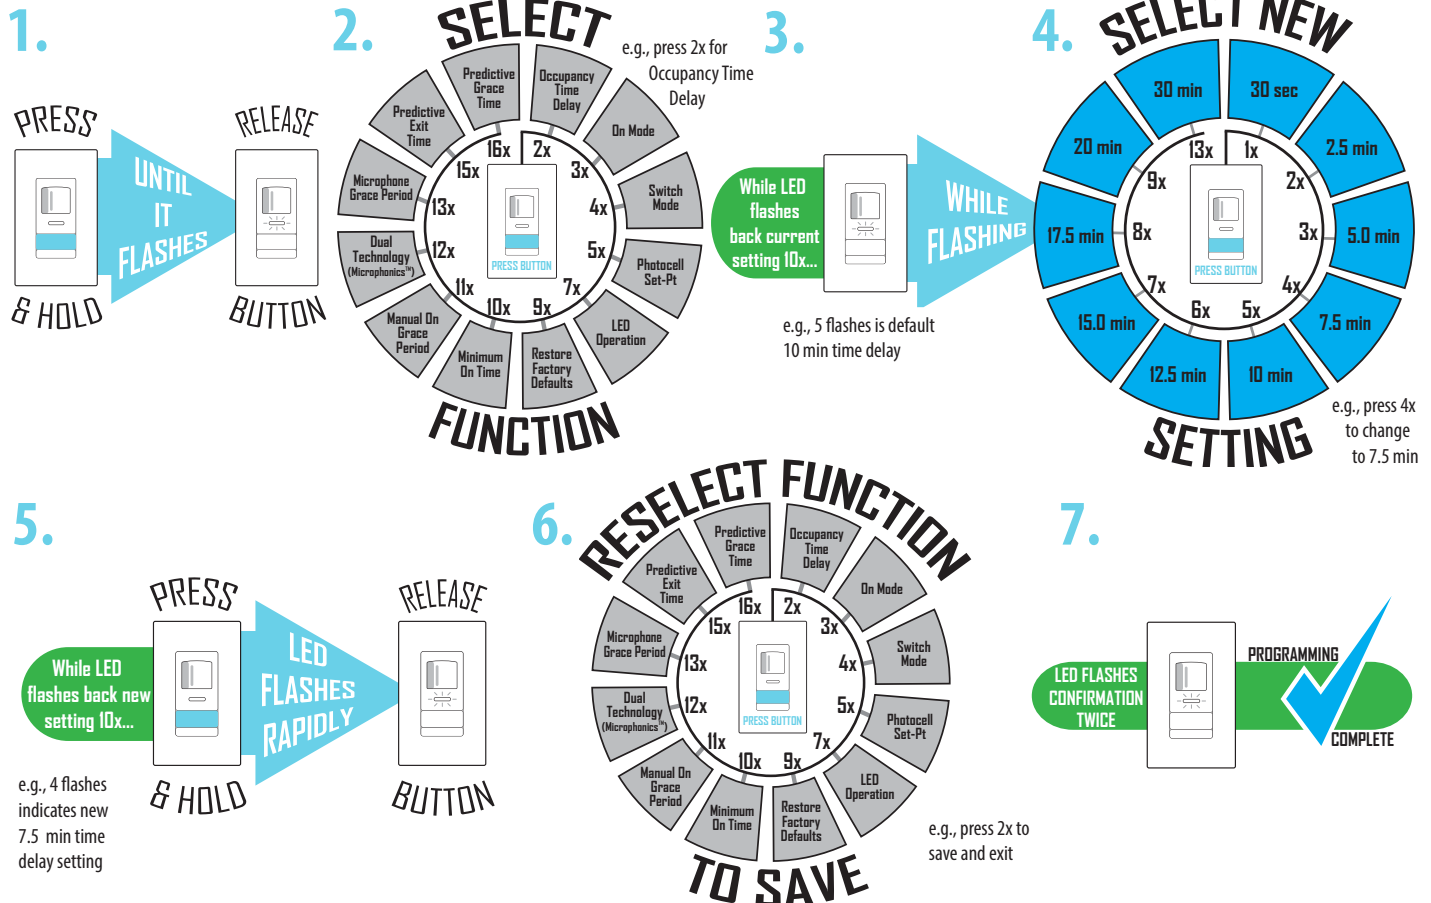 1.
PRESS
& HOLD
UNTIL
IT
FLASHES
RELEASE
BUTTON
2.
SELECT
FUNCTION
e.g., press 2x for
Occupancy Time
Delay
Occupancy
Time
Delay
On Mode
Switch
Mode
Photocell
Set-Pt
LED
Operation
Restore
Factory
Defaults
Minimum
On Time
Manual On
Grace
Period
Dual
Technology
(Microphonics™)
Microphone
Grace Period
Predictive
Exit
Time
Predictive
Grace
Time
2x
3x
4x
5x
7x
9x
10x
11x
12x
13x
15x
16x
PRESS BUTTON
3.
While LED
flashes
back current
setting 10x...
WHILE
FLASHING
e.g., 5 flashes is default
10 min time delay
4.
SELECT NEW
SETTING
30 sec
2.5 min
5.0 min
7.5 min
10 min
12.5 min
15.0 min
17.5 min
20 min
30 min
1x
2x
3x
4x
5x
6x
7x
8x
9x
13x
PRESS BUTTON
e.g., press 4x
to change
to 7.5 min
5.
While LED
flashes back new
setting 10x...
PRESS
& HOLD
LED
FLASHES
RAPIDLY
RELEASE
BUTTON
e.g., 4 flashes
indicates new
7.5 min time
delay setting
6.
RESELECT FUNCTION
TO SAVE
Occupancy
Time
Delay
On Mode
Switch
Mode
Photocell
Set-Pt
LED
Operation
Restore
Factory
Defaults
Minimum
On Time
Manual On
Grace
Period
Dual
Technology
(Microphonics™)
Microphone
Grace Period
Predictive
Exit
Time
Predictive
Grace
Time
2x
3x
4x
5x
7x
9x
10x
11x
12x
13x
15x
16x
PRESS BUTTON
e.g., press 2x to
save and exit
7.
LED FLASHES
CONFIRMATION
TWICE
PROGRAMMING
COMPLETE